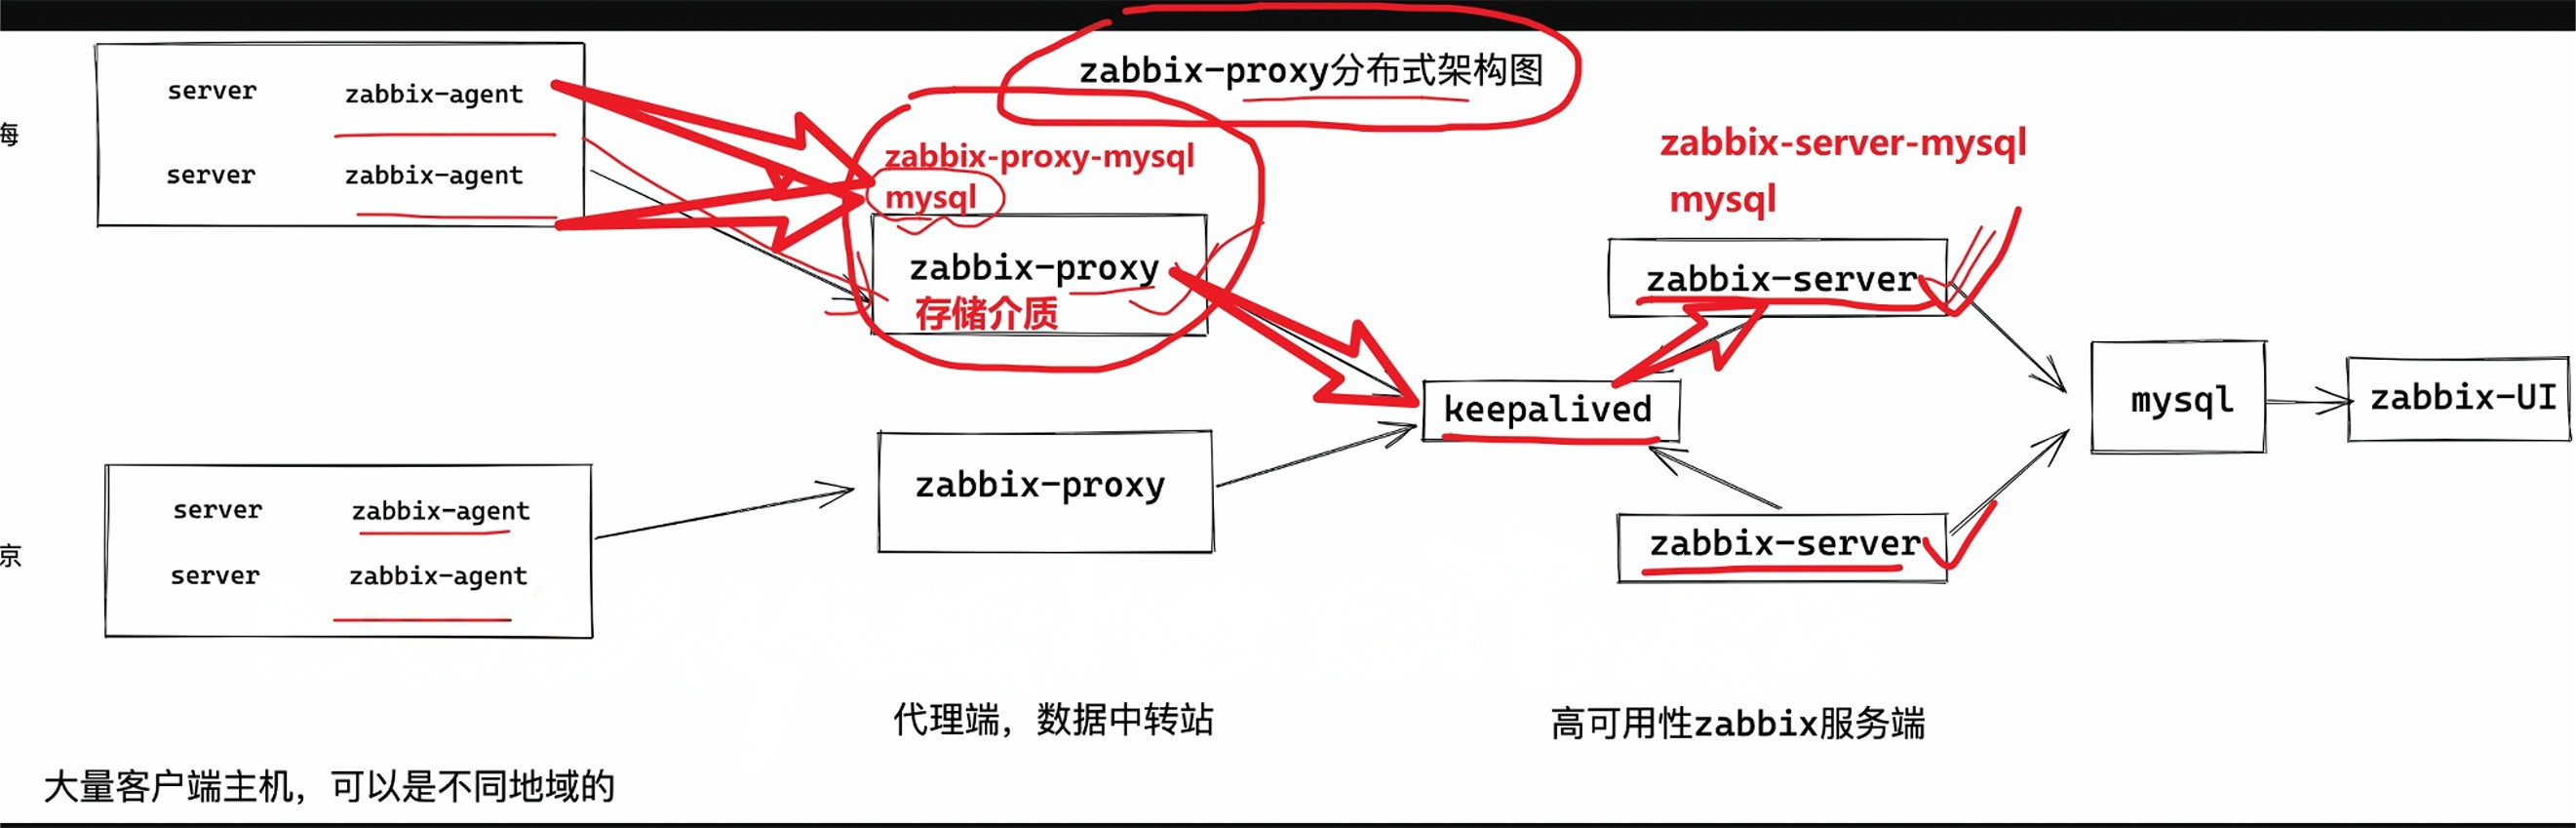 zabbix-proxy分布式架构图
海
server zabbix-agent
server zabbix-agent
zabbix-proxy-mysql
mysql
zabbix-proxy
存储介质
zabbix-server-mysql
mysql
zabbix-server
keepalived
mysql
zabbix-UI
京
server zabbix-agent
server zabbix-agent
zabbix-proxy
zabbix-server
代理端，数据中转站
高可用性zabbix服务端
大量客户端主机，可以是不同地域的